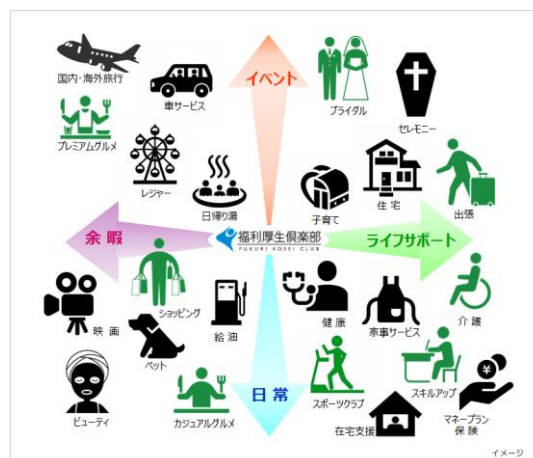 イベント
国内・海外旅行
車サービス
ブライダル
セレモニー
プレミアムグルメ
レジャー
日帰り湯
子育て
住宅
出張
余暇
福利厚生倶楽部
FUKURI KOSEI CLUB
ライフサポート
映画
ショッピング
給油
健康
家事サービス
介護
ペット
日常
スポーツクラブ
スキルアップ
ビューティ
カジュアルグルメ
在宅支援
マネープラン
保険
¥
イメージ